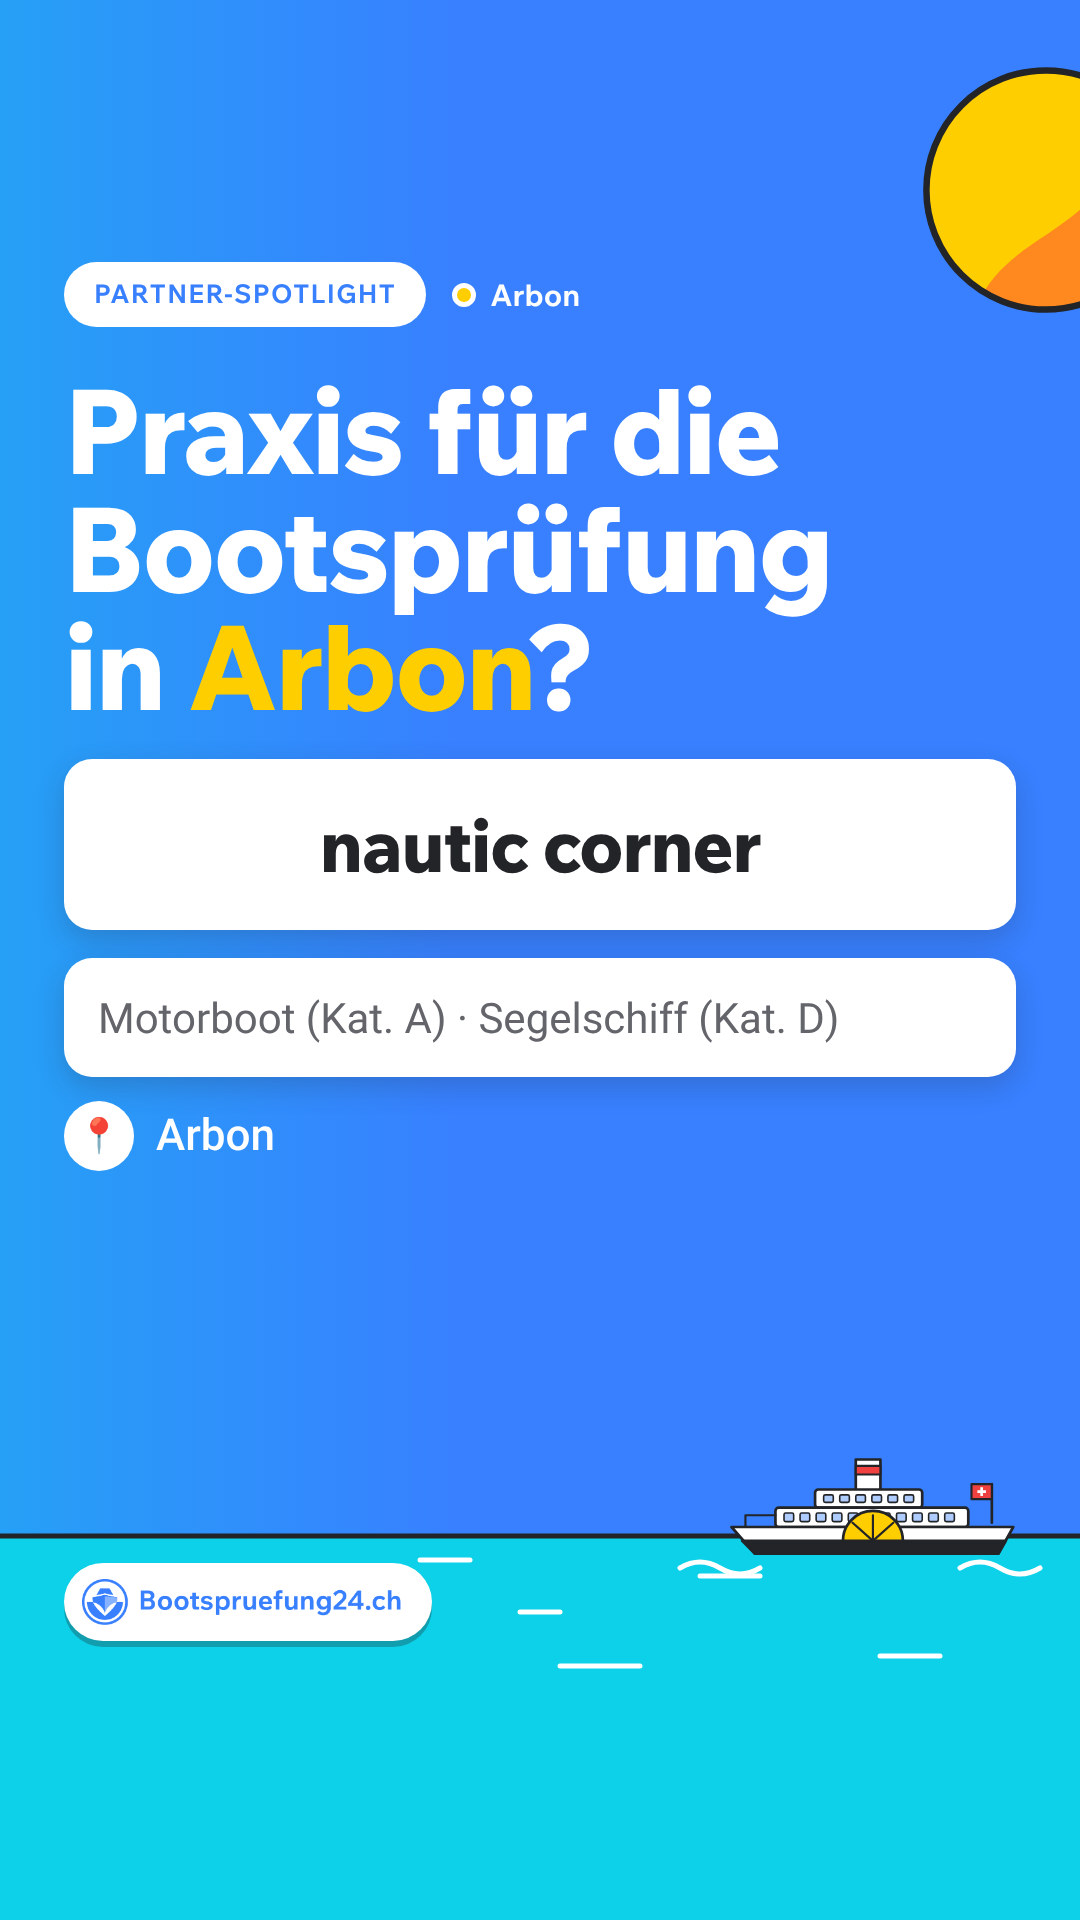 PARTNER-SPOTLIGHT
Arbon
Praxis für die
Bootsprüfung
in Arbon?
nautic corner
Motorboot (Kat. A) · Segelschiff (Kat. D)
Arbon
Bootspruefung24.ch